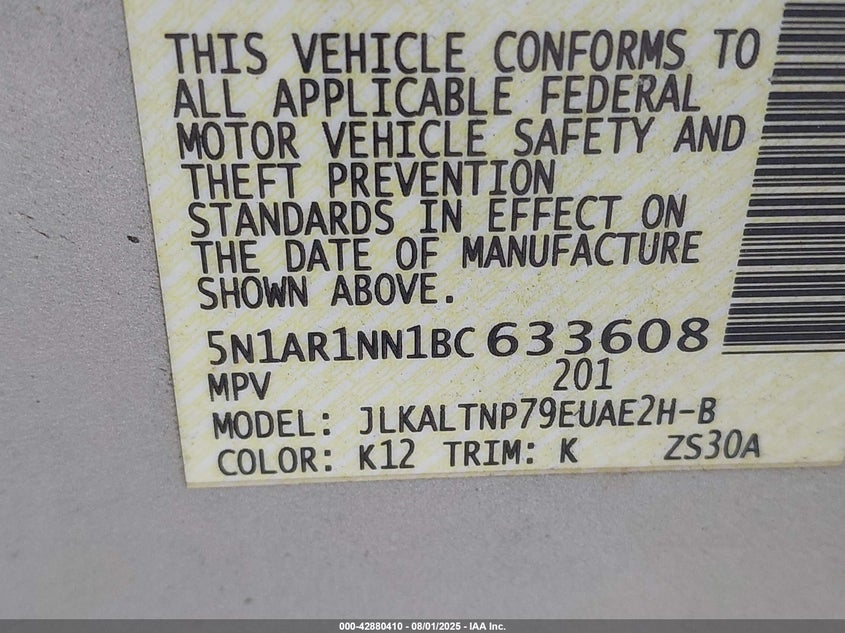 THIS VEHICLE CONFORMS TO
ALL APPLICABLE FEDERAL
MOTOR VEHICLE SAFETY AND
THEFT PREVENTION
STANDARDS IN EFFECT ON
THE DATE OF MANUFACTURE
SHOWN ABOVE.
5N1AR1NN1BC633608
MPV 201
MODEL: JLKALTNP79EUAE2H-B
COLOR: K12 TRIM: K ZS30A
000-42880410 - 08/01/2025 - IAA Inc.